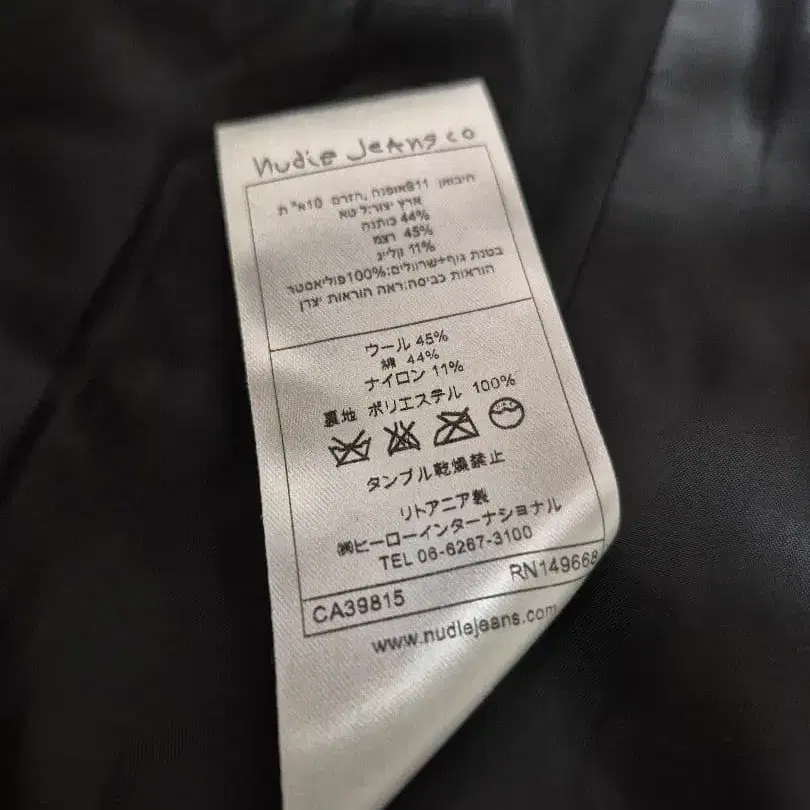 nudie jeans co
44% כותנה
45% צמר
11% ניילון
בטנת גוף+שרוולים:100%פוליאסטר
הוראות כביסה:ראה הוראות יצרן
ウール 45%
綿 44%
ナイロン 11%
裏地 ポリエステル 100%
タンブル乾燥禁止
リトアニア製
㈱ヒーローインターナショナル
TEL 06-6267-3100
CA39815 RN149668
www.nudiejeans.com